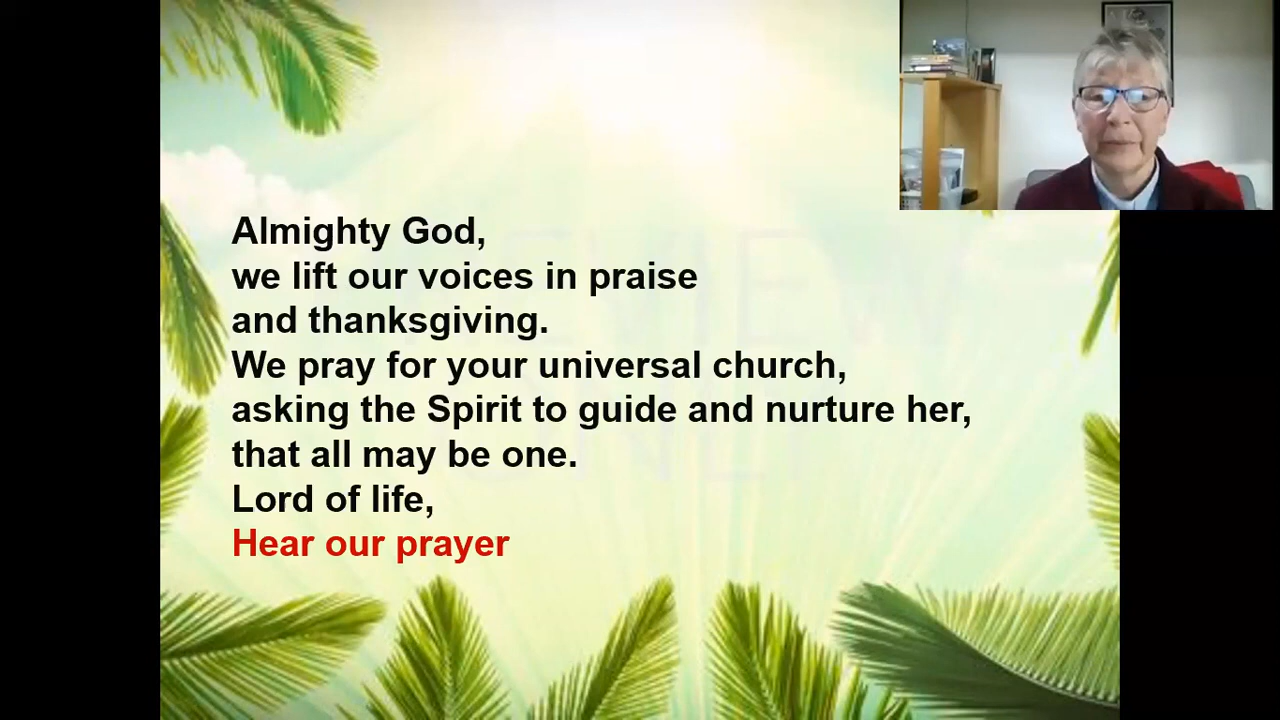 Almighty God,
we lift our voices in praise
and thanksgiving.
We pray for your universal church,
asking the Spirit to guide and nurture her,
that all may be one.
Lord of life,
Hear our prayer